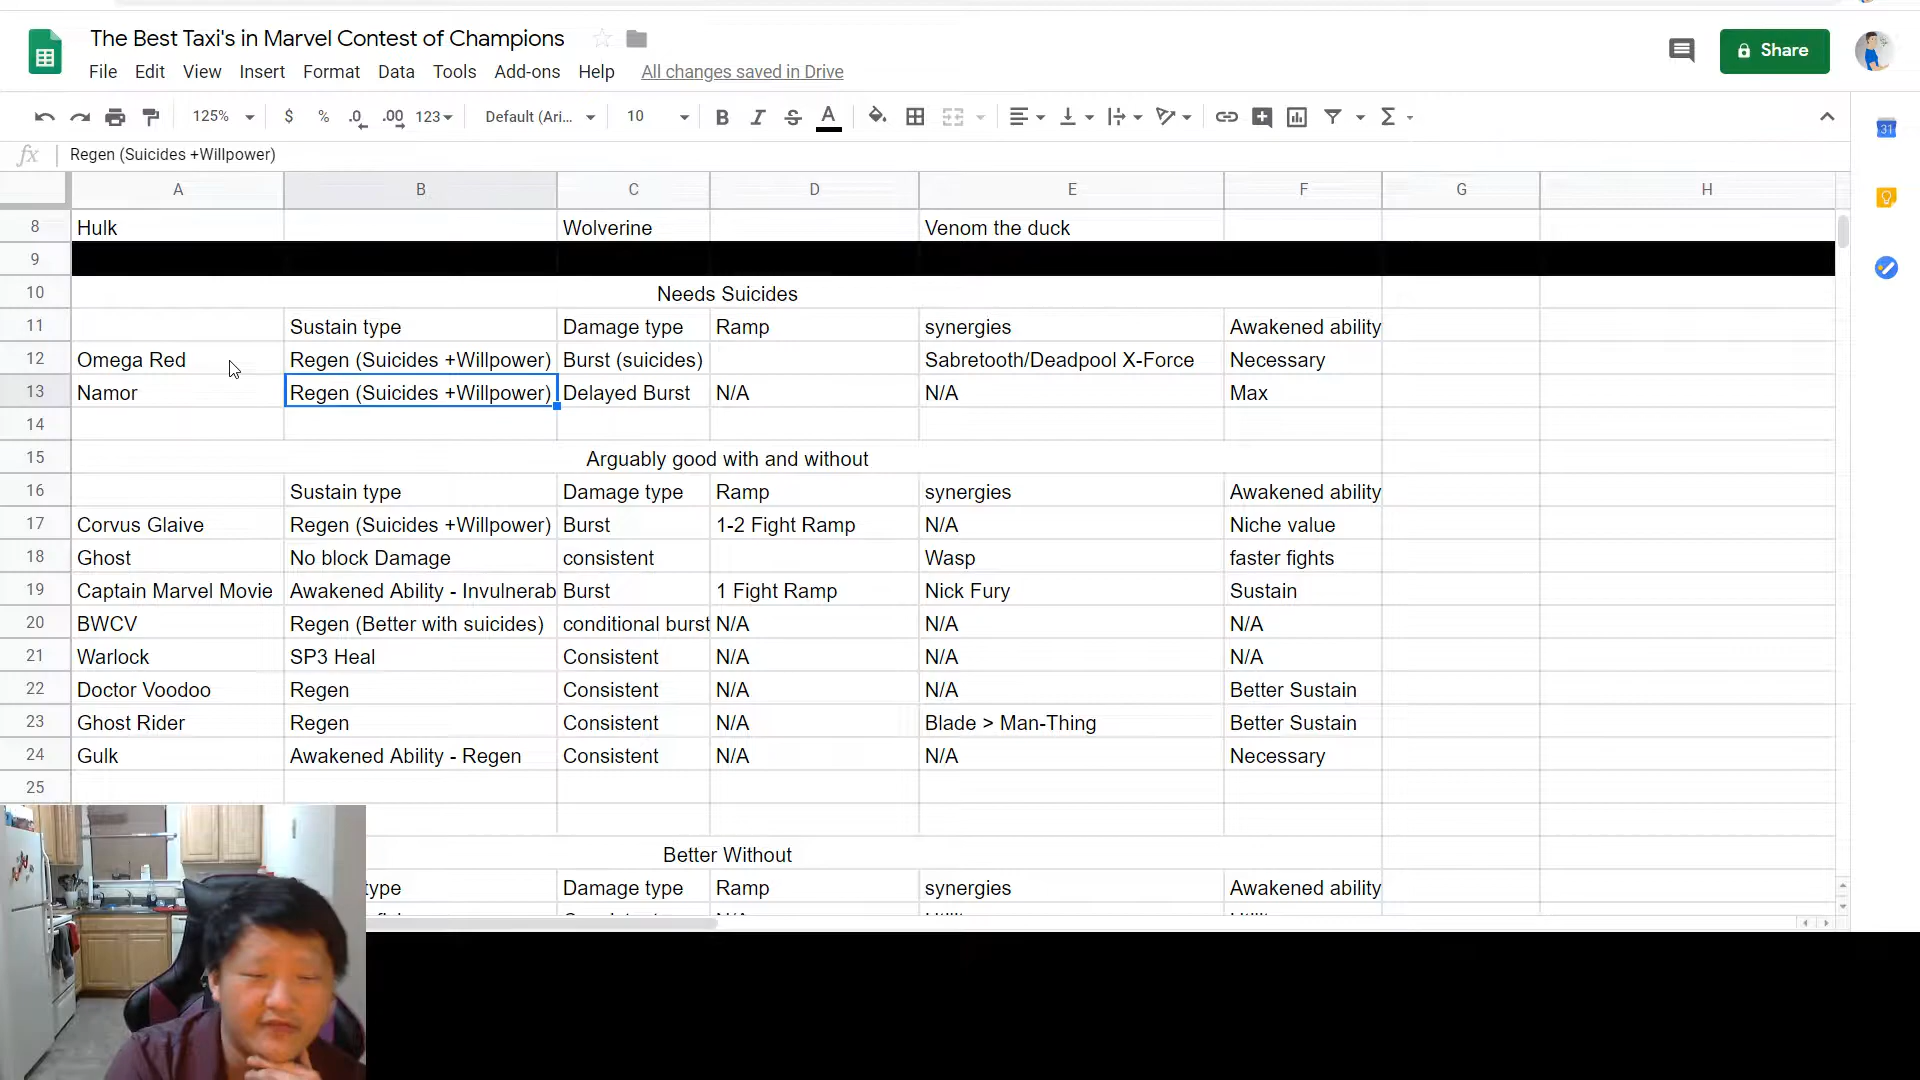 The Best Taxi's in Marvel Contest of Champions
File Edit View Insert Format Data Tools Add-ons Help All changes saved in Drive
Share
125% $ % .0 .00 123 Default (Ari... 10 B I S A Σ
31
fx Regen (Suicides +Willpower)
A B C D E F G H
8 Hulk Wolverine Venom the duck
9
10 Needs Suicides
11 Sustain type Damage type Ramp synergies Awakened ability
12 Omega Red Regen (Suicides +Willpower) Burst (suicides) Sabretooth/Deadpool X-Force Necessary
13 Namor Regen (Suicides +Willpower) Delayed Burst N/A N/A Max
14
15 Arguably good with and without
16 Sustain type Damage type Ramp synergies Awakened ability
17 Corvus Glaive Regen (Suicides +Willpower) Burst 1-2 Fight Ramp N/A Niche value
18 Ghost No block Damage consistent Wasp faster fights
19 Captain Marvel Movie Awakened Ability - Invulnerab Burst 1 Fight Ramp Nick Fury Sustain
20 BWCV Regen (Better with suicides) conditional burst N/A N/A N/A
21 Warlock SP3 Heal Consistent N/A N/A N/A
22 Doctor Voodoo Regen Consistent N/A N/A Better Sustain
23 Ghost Rider Regen Consistent N/A Blade > Man-Thing Better Sustain
24 Gulk Awakened Ability - Regen Consistent N/A N/A Necessary
25
Better Without
type Damage type Ramp synergies Awakened ability